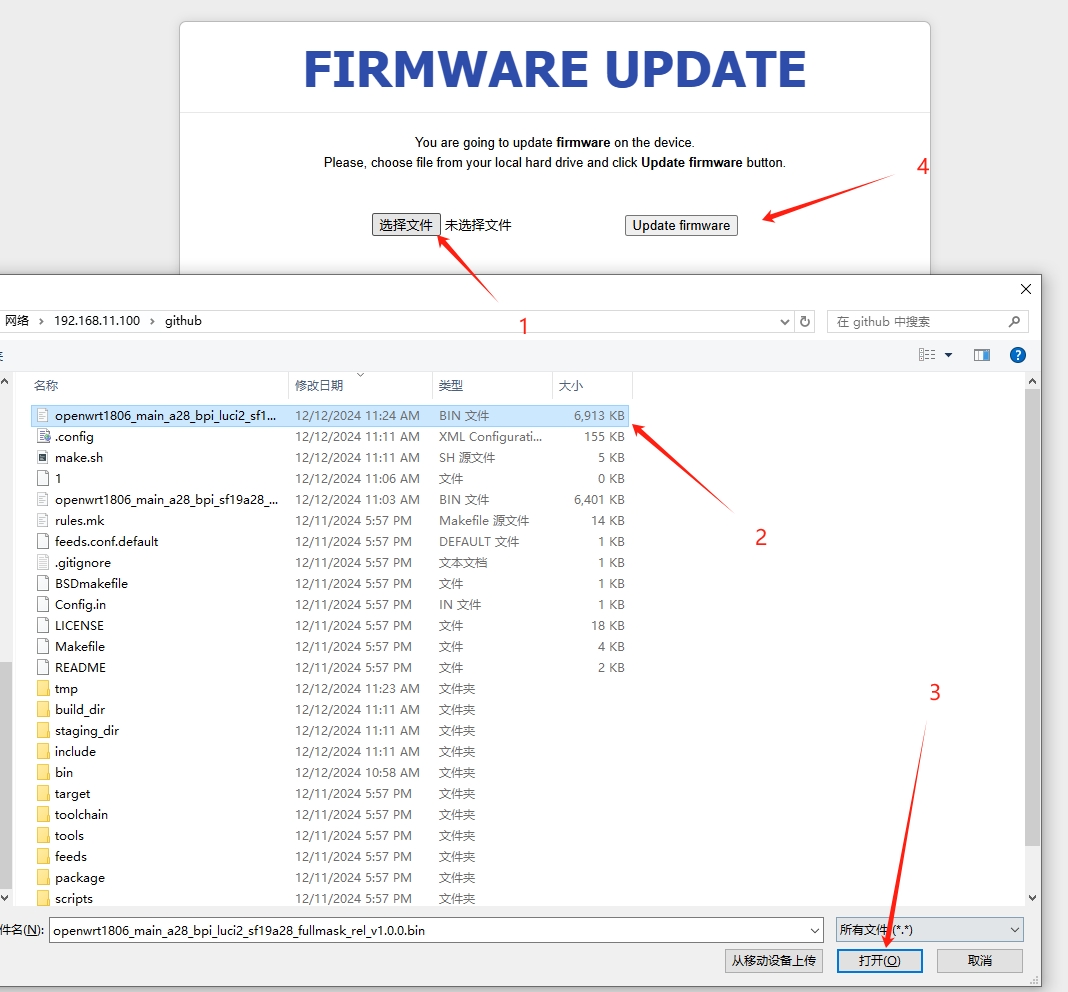 FIRMWARE UPDATE
You are going to update firmware on the device.
Please, choose file from your local hard drive and click Update firmware button.
4
选择文件 未选择文件 Update firmware
1
网络 › 192.168.11.100 › github 在 github 中搜索
名称 修改日期 类型 大小
openwrt1806_main_a28_bpi_luci2_sf1... 12/12/2024 11:24 AM BIN 文件 6,913 KB
.config 12/12/2024 11:11 AM XML Configurati... 155 KB
make.sh 12/12/2024 11:11 AM SH 源文件 5 KB
1 12/12/2024 11:06 AM 文件 0 KB
openwrt1806_main_a28_bpi_sf19a28_... 12/12/2024 11:03 AM BIN 文件 6,401 KB
rules.mk 12/11/2024 5:57 PM Makefile 源文件 14 KB
2
feeds.conf.default 12/11/2024 5:57 PM DEFAULT 文件 1 KB
.gitignore 12/11/2024 5:57 PM 文本文档 1 KB
BSDmakefile 12/11/2024 5:57 PM 文件 1 KB
Config.in 12/11/2024 5:57 PM IN 文件 1 KB
LICENSE 12/11/2024 5:57 PM 文件 18 KB
Makefile 12/11/2024 5:57 PM 文件 4 KB
README 12/11/2024 5:57 PM 文件 2 KB
tmp 12/12/2024 11:23 AM 文件夹
3
build_dir 12/12/2024 11:11 AM 文件夹
staging_dir 12/12/2024 11:11 AM 文件夹
include 12/12/2024 11:11 AM 文件夹
bin 12/12/2024 10:58 AM 文件夹
target 12/11/2024 5:57 PM 文件夹
toolchain 12/11/2024 5:57 PM 文件夹
tools 12/11/2024 5:57 PM 文件夹
feeds 12/11/2024 5:57 PM 文件夹
package 12/11/2024 5:57 PM 文件夹
scripts 12/11/2024 5:57 PM 文件夹
件名(N): openwrt1806_main_a28_bpi_luci2_sf19a28_fullmask_rel_v1.0.0.bin 所有文件 (*.*)
从移动设备上传 打开(O) 取消